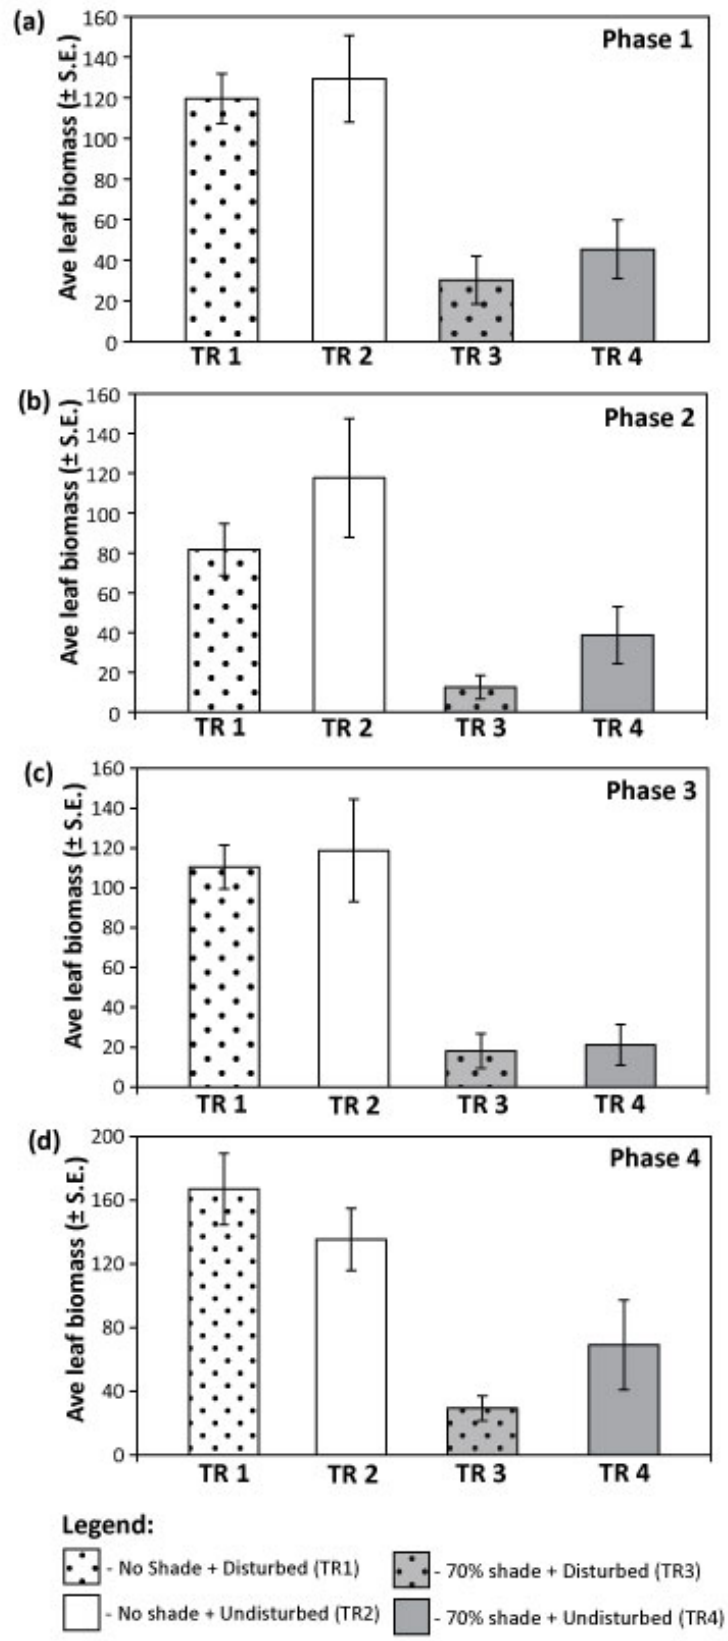 (a)
Phase 1
Ave leaf biomass (± S.E.)
160
140
120
100
80
60
40
20
0
TR 1 TR 2 TR 3 TR 4
(b)
Phase 2
Ave leaf biomass (± S.E.)
160
140
120
100
80
60
40
20
0
TR 1 TR 2 TR 3 TR 4
(c)
Phase 3
Ave leaf biomass (± S.E.)
160
140
120
100
80
60
40
20
0
TR 1 TR 2 TR 3 TR 4
(d)
Phase 4
Ave leaf biomass (± S.E.)
200
160
120
80
40
0
TR 1 TR 2 TR 3 TR 4
Legend:
- No Shade + Disturbed (TR1) - 70% shade + Disturbed (TR3)
- No shade + Undisturbed (TR2) - 70% shade + Undisturbed (TR4)